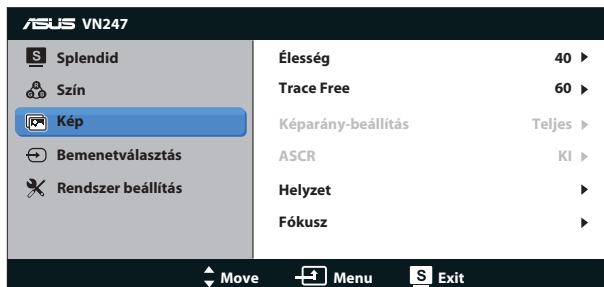 ASUS VN247
S Splendid
Szín
Kép
Bemenetválasztás
Rendszer beállítás
Élesség 40
Trace Free 60
Képarány-beállítás Teljes
ASCR KI
Helyzet
Fókusz
Move Menu S Exit